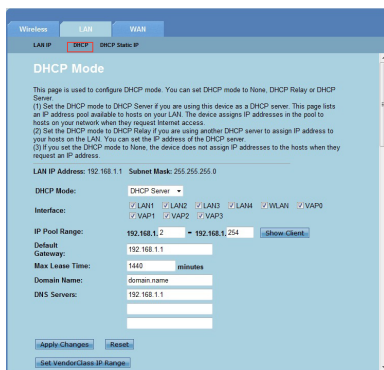 Wireless LAN WAN
LAN IP DHCP DHCP Static IP
DHCP Mode
This page is used to configure DHCP mode. You can set DHCP mode to None, DHCP Relay or DHCP
Server.
(1) Set the DHCP mode to DHCP Server if you are using this device as a DHCP server. This page lists
an IP address pool available to hosts on your LAN. The device assigns IP addresses in the pool to
hosts on your network when they request Internet access.
(2) Set the DHCP mode to DHCP Relay if you are using another DHCP server to assign IP address to
your hosts on the LAN. You can set the IP address of the DHCP server.
(3) If you set the DHCP mode to None, the device does not assign IP addresses to the hosts when they
request an IP address.
LAN IP Address: 192.168.1.1 Subnet Mask: 255.255.255.0
DHCP Mode: DHCP Server
Interface: LAN1 LAN2 LAN3 LAN4 WLAN VAP0
VAP1 VAP2 VAP3
IP Pool Range: 192.168.1. 2 - 192.168.1. 254 Show Client
Default
Gateway: 192.168.1.1
Max Lease Time: 1440 minutes
Domain Name: domain.name
DNS Servers: 192.168.1.1
Apply Changes Reset
Set VendorClass IP Range